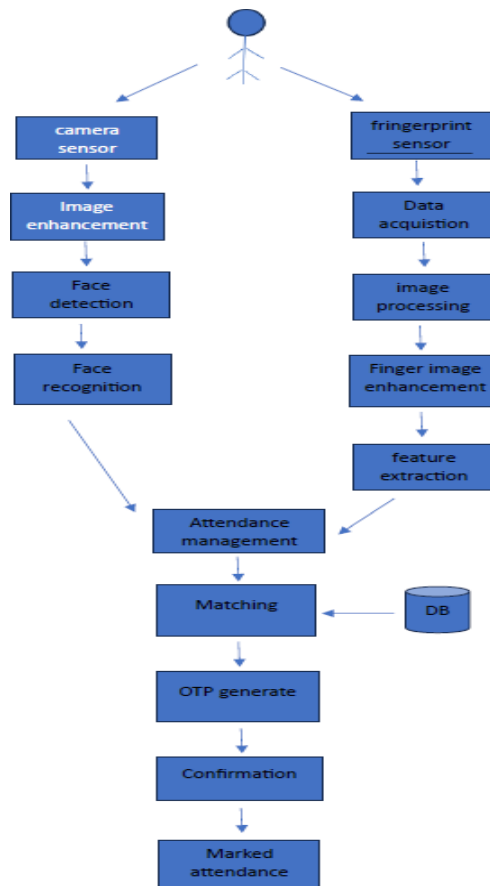 camera
sensor
Image
enhancement
Face
detection
Face
recognition
fringerprint
sensor
Data
acquistion
image
processing
Finger image
enhancement
feature
extraction
Attendance
management
Matching
DB
OTP generate
Confirmation
Marked
attendance